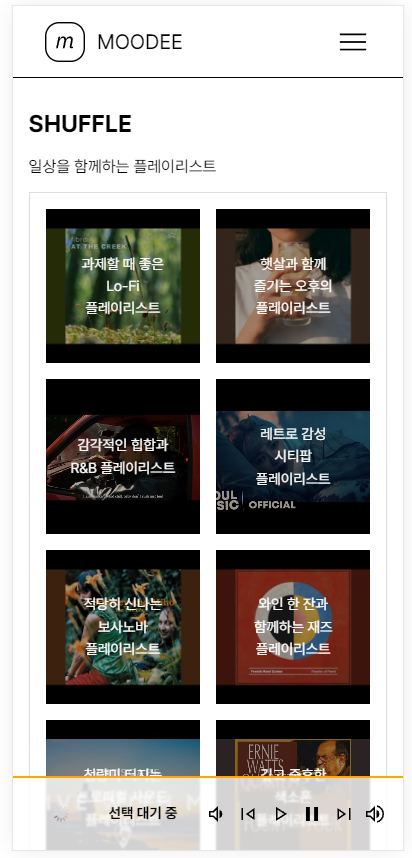 m MOODEE
SHUFFLE
일상을 함께하는 플레이리스트
AT THE CREEK
과제할 때 좋은
Lo-Fi
플레이리스트
햇살과 함께
즐기는 오후의
플레이리스트
감각적인 힙합과
R&B 플레이리스트
레트로 감성
시티팝
플레이리스트
OFFICIAL
적당히 신나는
보사노바
플레이리스트
와인 한 잔과
함께하는 재즈
플레이리스트
ERNIE
WATTS
선택 대기 중